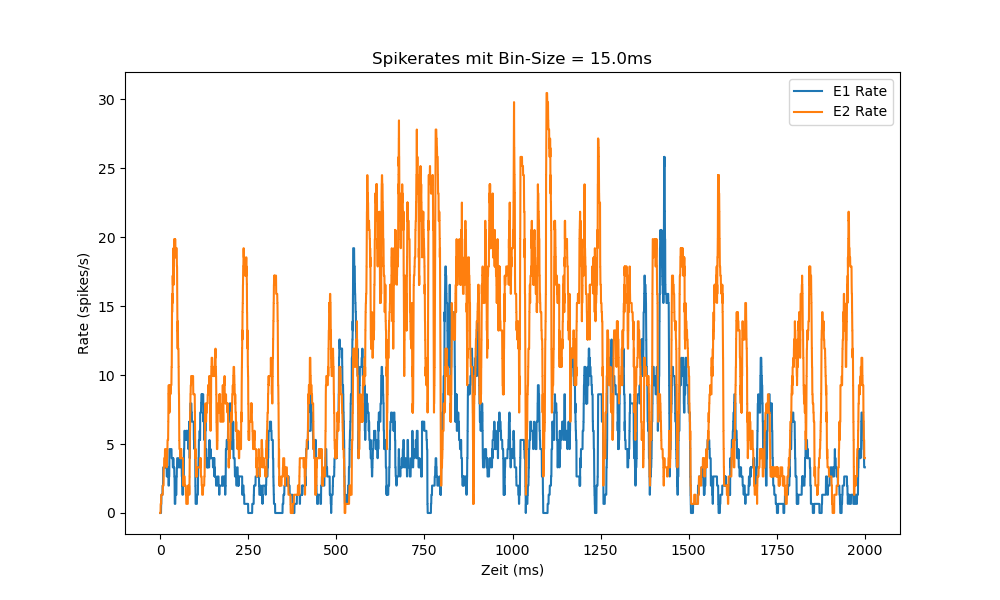 Spikerates mit Bin-Size = 15.0ms
E1 Rate
E2 Rate
30
25
20
15
10
5
0
Rate (spikes/s)
0 250 500 750 1000 1250 1500 1750 2000
Zeit (ms)